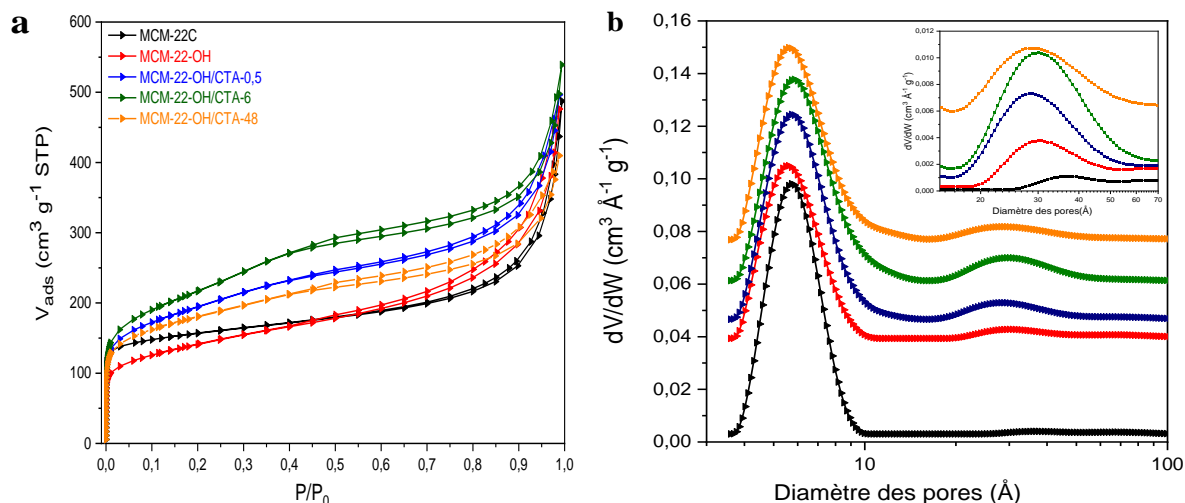 a
600
500
400
300
200
100
0
V_ads (cm³ g⁻¹ STP)
MCM-22C
MCM-22-OH
MCM-22-OH/CTA-0,5
MCM-22-OH/CTA-6
MCM-22-OH/CTA-48
0,0 0,1 0,2 0,3 0,4 0,5 0,6 0,7 0,8 0,9 1,0
P/P₀
b
0,16
0,14
0,12
0,10
0,08
0,06
0,04
0,02
0,00
dV/dW (cm³ Å⁻¹ g⁻¹)
10 100
Diamètre des pores (Å)
0,012
0,010
0,008
0,006
0,004
0,002
0,000
dV/dW (cm³ Å⁻¹ g⁻¹)
20 30 40 50 60 70
Diamètre des pores(Å)